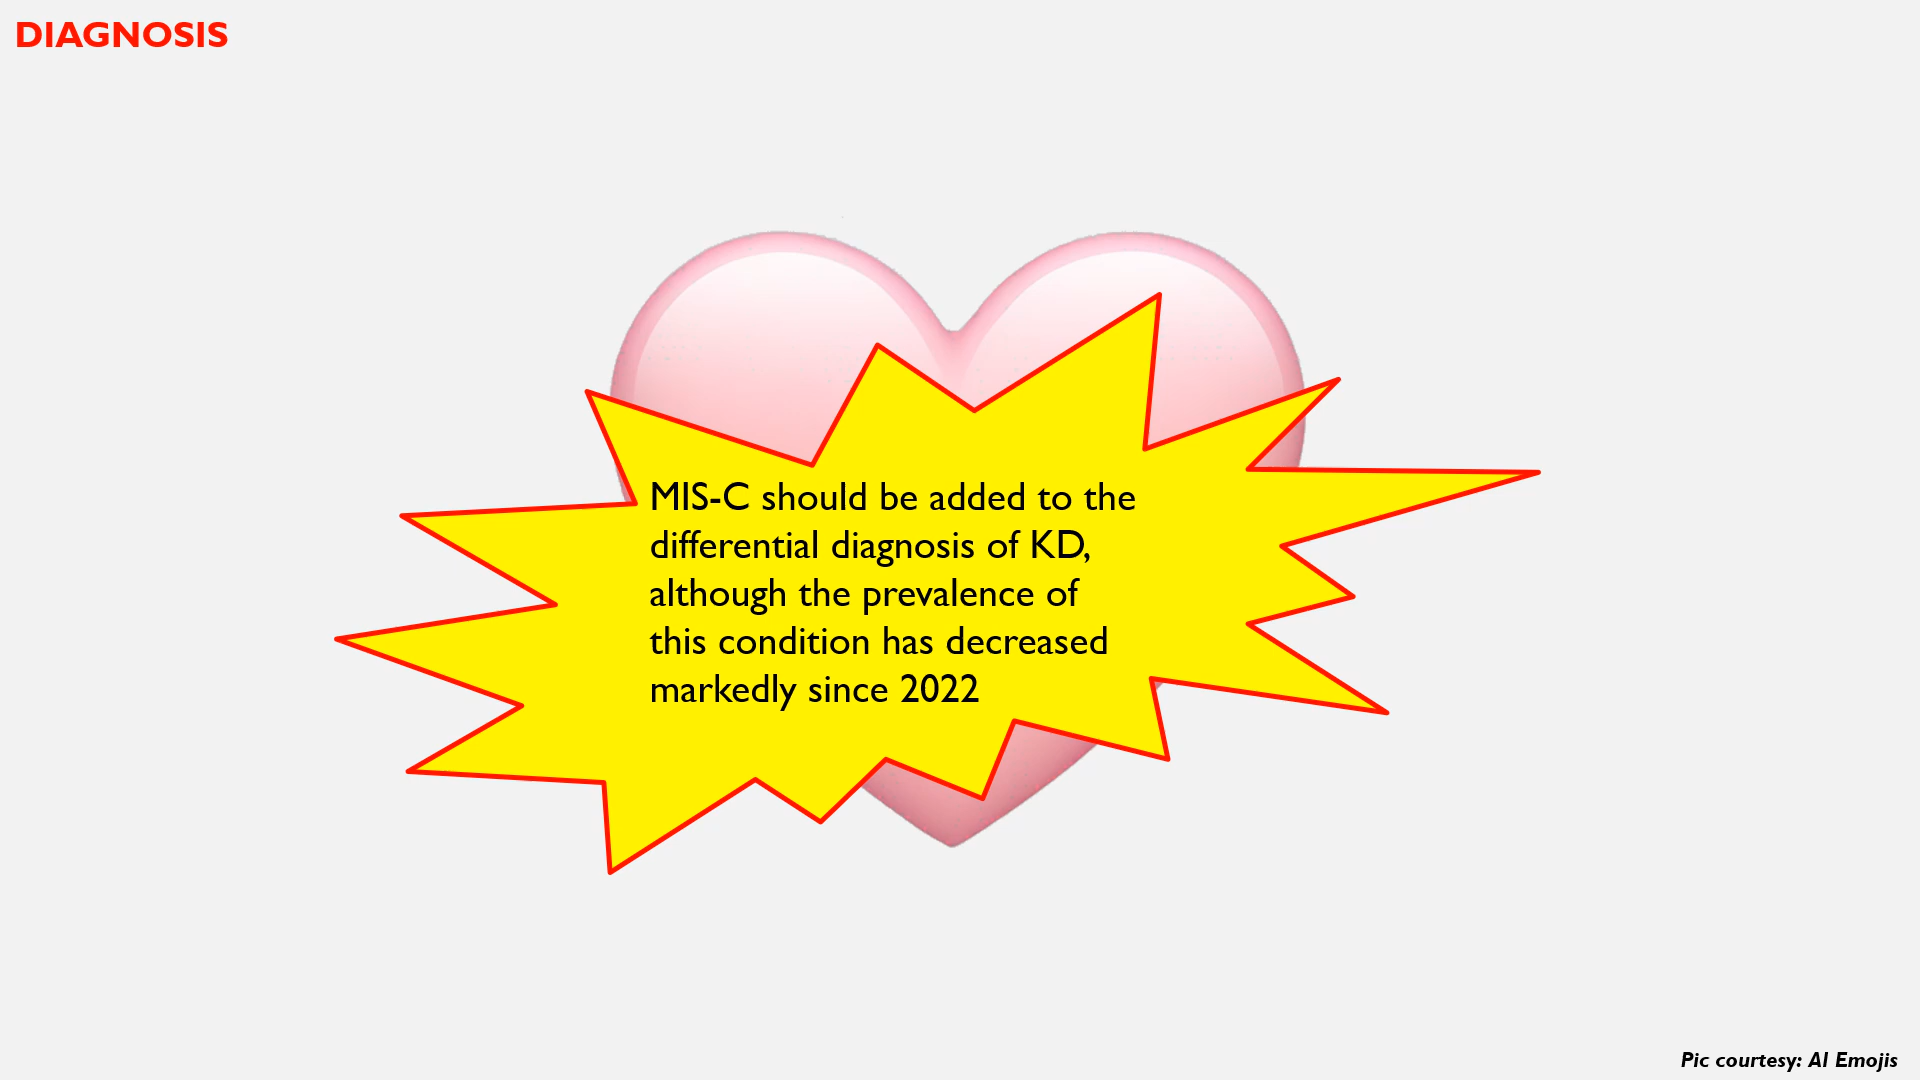 DIAGNOSIS
MIS-C should be added to the
differential diagnosis of KD,
although the prevalence of
this condition has decreased
markedly since 2022
Pic courtesy: AI Emojis